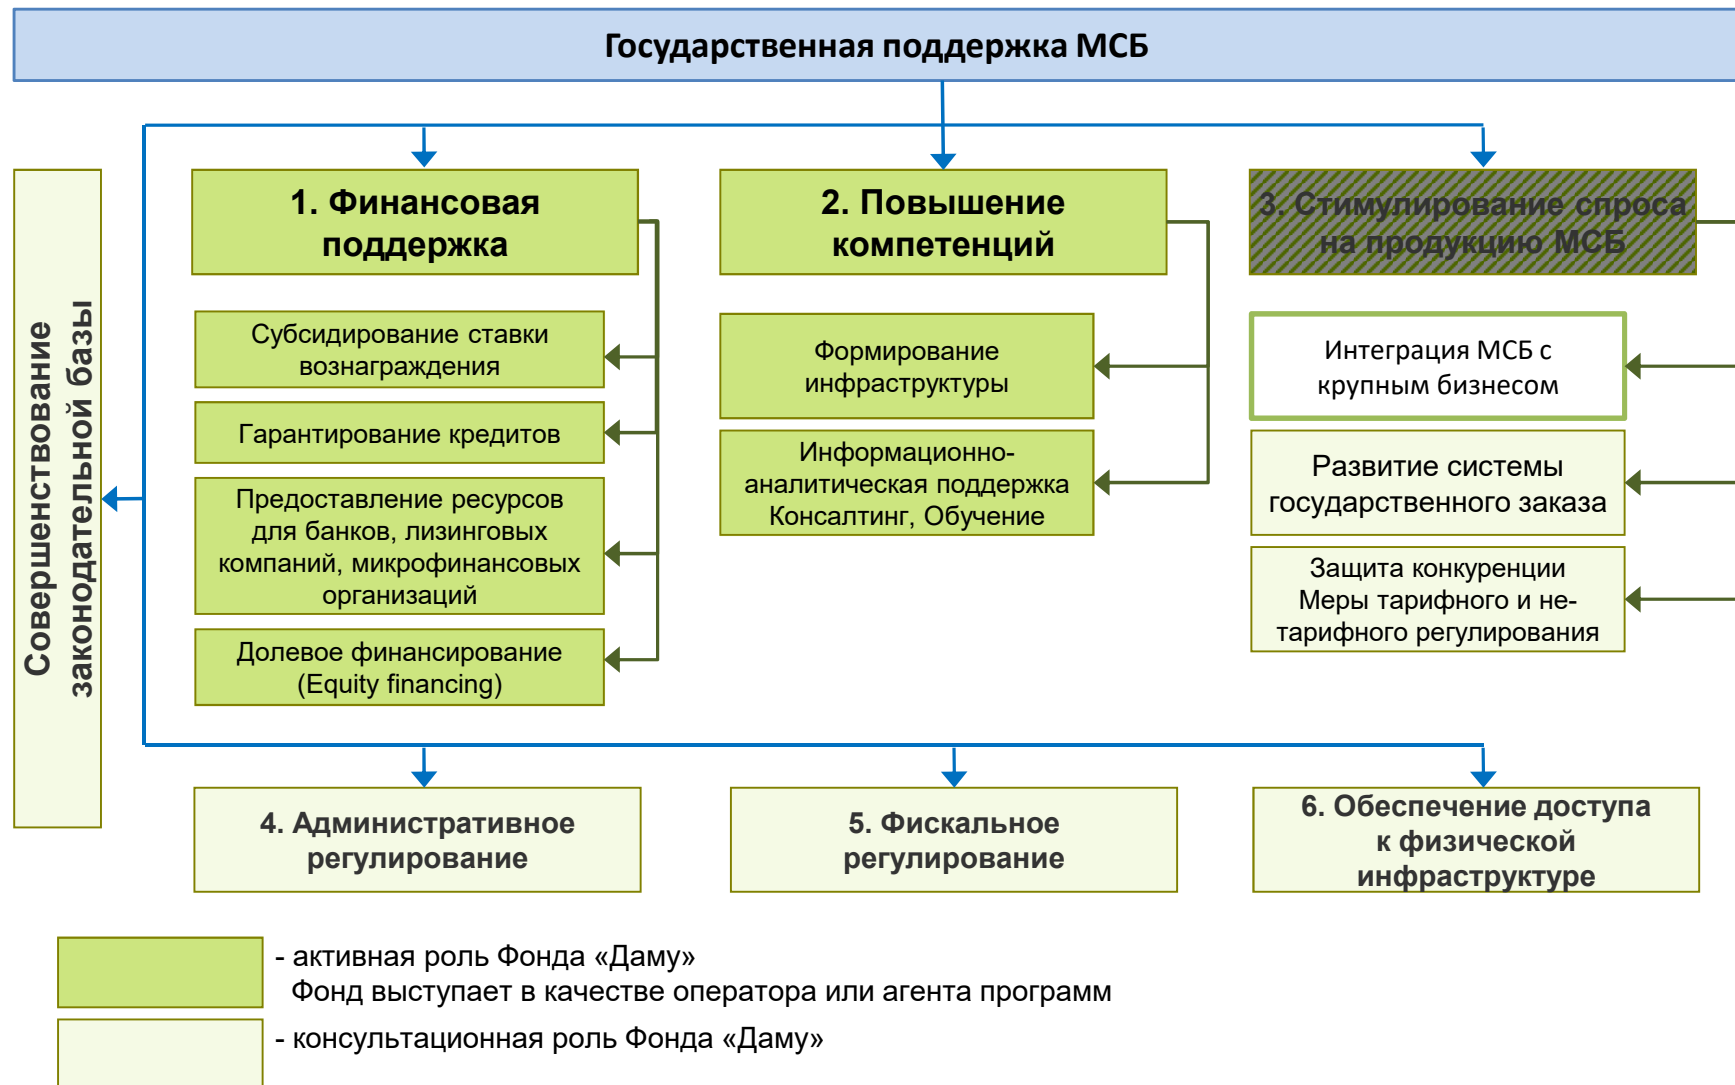 Государственная поддержка МСБ
Совершенствование
законодательной базы
1. Финансовая
поддержка
Субсидирование ставки
вознаграждения
Гарантирование кредитов
Предоставление ресурсов
для банков, лизинговых
компаний, микрофинансовых
организаций
Долевое финансирование
(Equity financing)
2. Повышение
компетенций
Формирование
инфраструктуры
Информационно-
аналитическая поддержка
Консалтинг, Обучение
3. Стимулирование спроса
на продукцию МСБ
Интеграция МСБ с
крупным бизнесом
Развитие системы
государственного заказа
Защита конкуренции
Меры тарифного и не-
тарифного регулирования
4. Административное
регулирование
5. Фискальное
регулирование
6. Обеспечение доступа
к физической
инфраструктуре
- активная роль Фонда «Даму»
Фонд выступает в качестве оператора или агента программ
- консультационная роль Фонда «Даму»